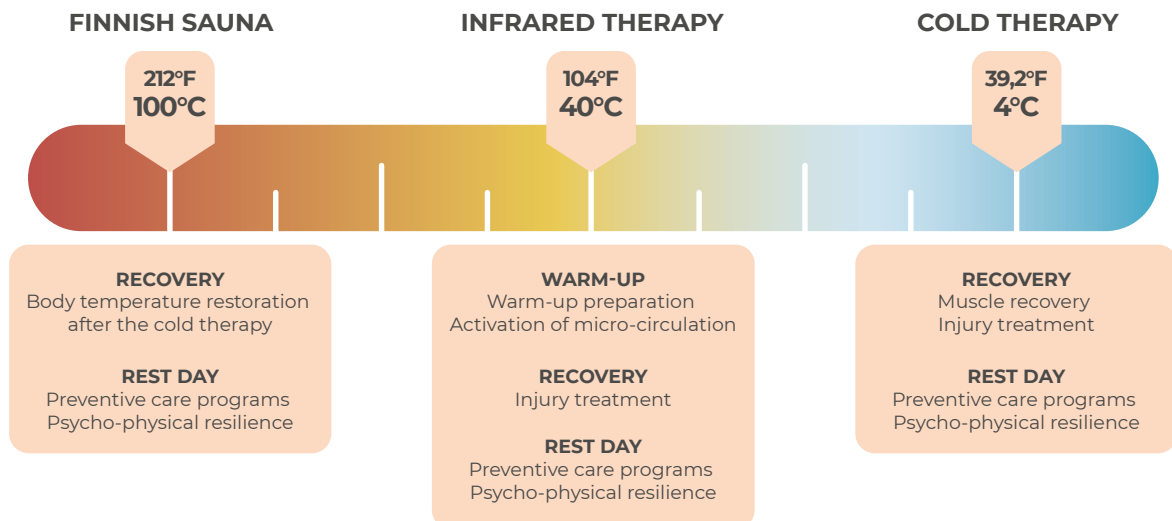 FINNISH SAUNA
212°F
100°C
RECOVERY
Body temperature restoration
after the cold therapy
REST DAY
Preventive care programs
Psycho-physical resilience
INFRARED THERAPY
104°F
40°C
WARM-UP
Warm-up preparation
Activation of micro-circulation
RECOVERY
Injury treatment
REST DAY
Preventive care programs
Psycho-physical resilience
COLD THERAPY
39,2°F
4°C
RECOVERY
Muscle recovery
Injury treatment
REST DAY
Preventive care programs
Psycho-physical resilience